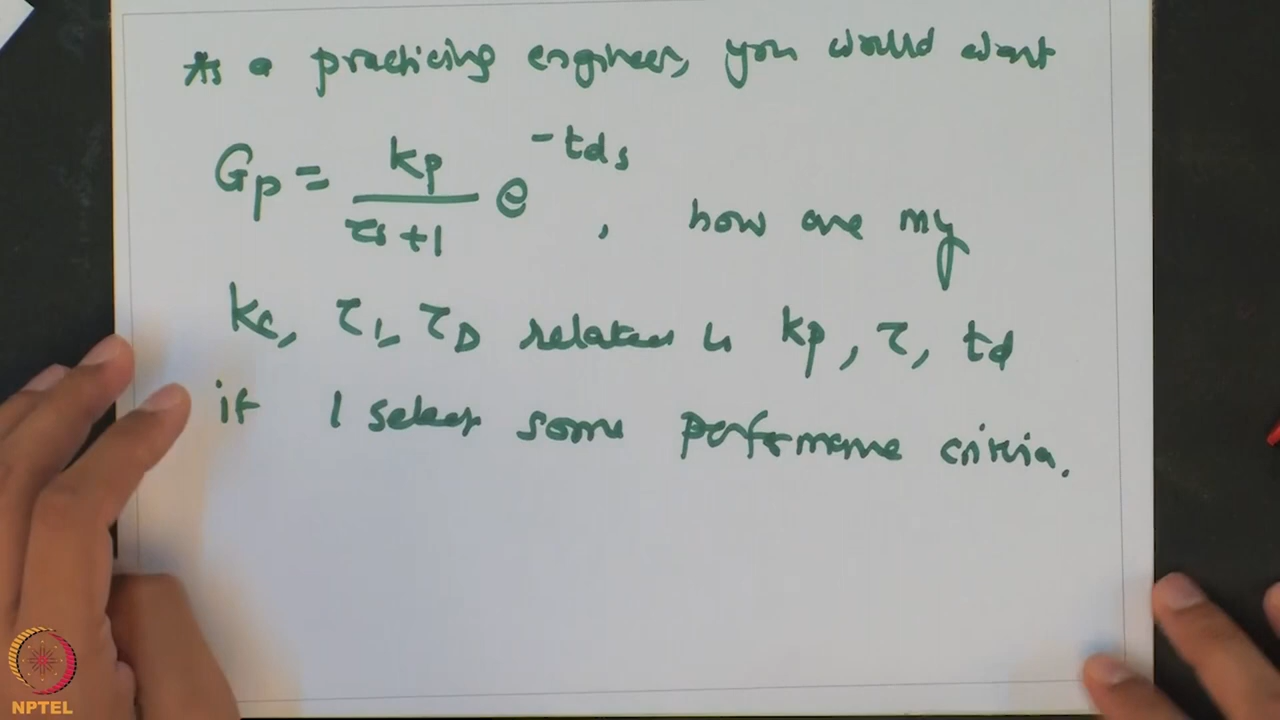 As a practicing engineer, you would want
Gp = kp / τs + 1 e^-tds , how are my
kc, τI, τD related to kp, τ, td
if I select some performance criteria.
NPTEL